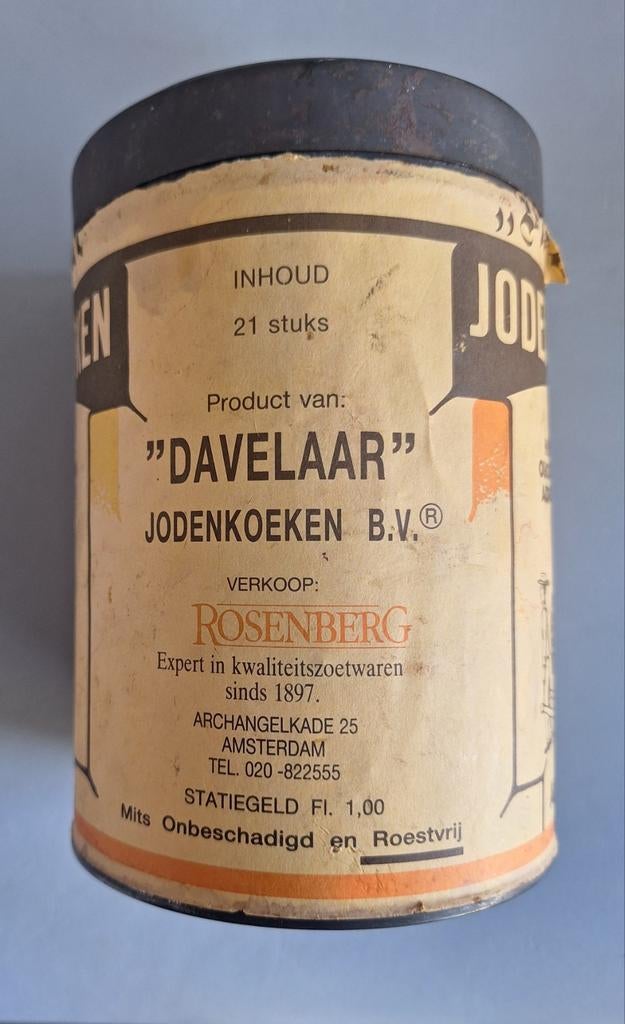 KEN
JODE
INHOUD
21 stuks
Product van:
"DAVELAAR"
JODENKOEKEN B.V.®
VERKOOP:
ROSENBERG
Expert in kwaliteitszoetwaren
sinds 1897.
ARCHANGELKADE 25
AMSTERDAM
TEL. 020 -822555
STATIEGELD Fl. 1,00
Mits Onbeschadigd en Roestvrij